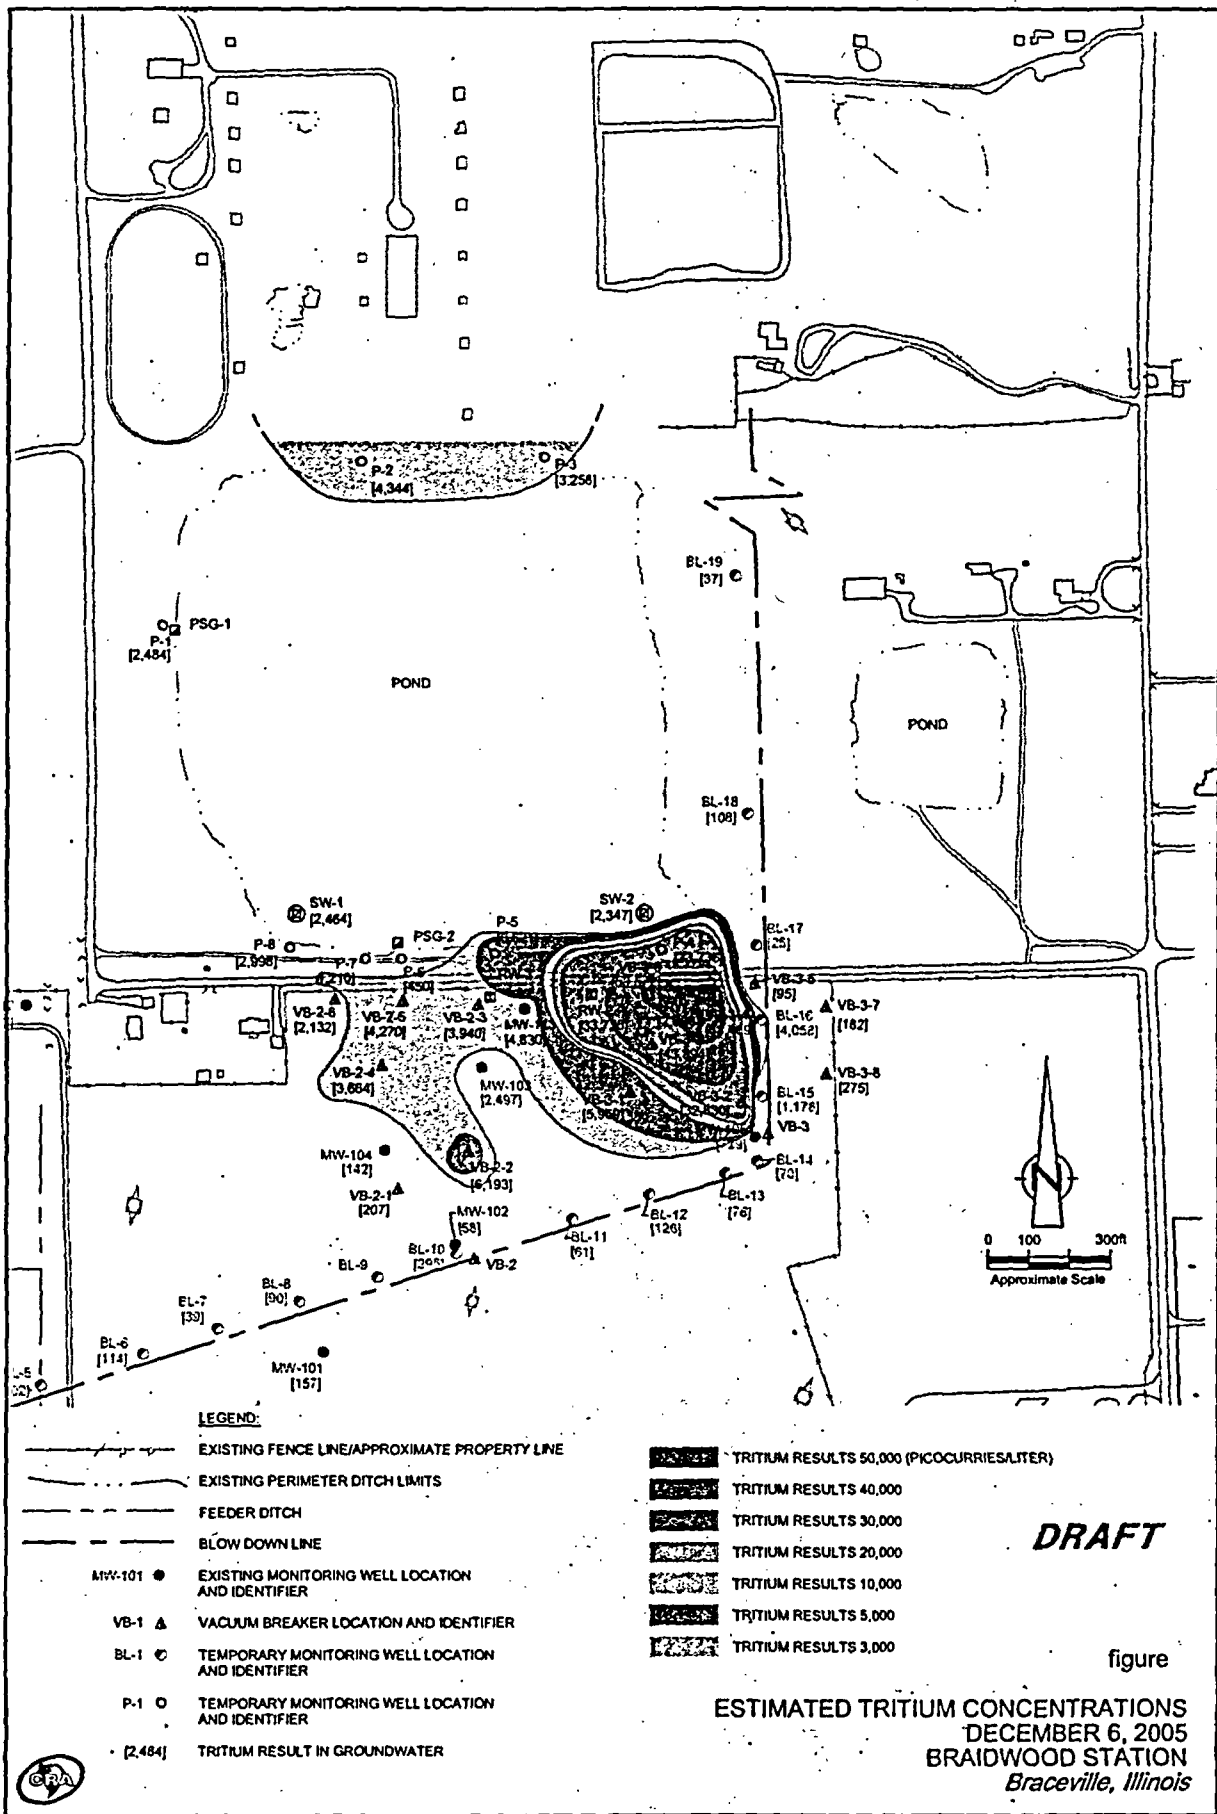 P-2
[4,344]
P-3
[3,258]
BL-19
[37]
PSG-1
P-1
[2,484]
POND
POND
BL-18
[108]
SW-1
[2,464]
SW-2
[2,347]
P-5
BL-17
[26]
P-8
[2,998]
PSG-2
P-7
P-6
VB-3-6
[95]
VB-2-6
[2,132]
VB-2-5
[4,270]
VB-2-3
[3,940]
[4,830]
BL-16
[4,058]
VB-3-7
[182]
VB-2-4
[3,664]
MW-103
[2,497]
VB-3-8
[275]
BL-15
[1,178]
VB-3
MW-104
[142]
VB-2-2
[6,193]
BL-14
[70]
VB-2-1
[207]
BL-13
[76]
MW-102
[58]
BL-12
[126]
BL-11
[61]
BL-10
VB-2
BL-9
BL-8
[90]
BL-7
[39]
BL-6
[114]
MW-101
[157]
N
0 100 300ft
Approximate Scale
LEGEND:
EXISTING FENCE LINE/APPROXIMATE PROPERTY LINE
EXISTING PERIMETER DITCH LIMITS
FEEDER DITCH
BLOW DOWN LINE
MW-101 EXISTING MONITORING WELL LOCATION
AND IDENTIFIER
VB-1 VACUUM BREAKER LOCATION AND IDENTIFIER
BL-1 TEMPORARY MONITORING WELL LOCATION
AND IDENTIFIER
P-1 TEMPORARY MONITORING WELL LOCATION
AND IDENTIFIER
[2,484] TRITIUM RESULT IN GROUNDWATER
TRITIUM RESULTS 50,000 (PICOCURRIES/LITER)
TRITIUM RESULTS 40,000
TRITIUM RESULTS 30,000
TRITIUM RESULTS 20,000
TRITIUM RESULTS 10,000
TRITIUM RESULTS 5,000
TRITIUM RESULTS 3,000
DRAFT
figure
ESTIMATED TRITIUM CONCENTRATIONS
DECEMBER 6, 2005
BRAIDWOOD STATION
Braceville, Illinois
CRA